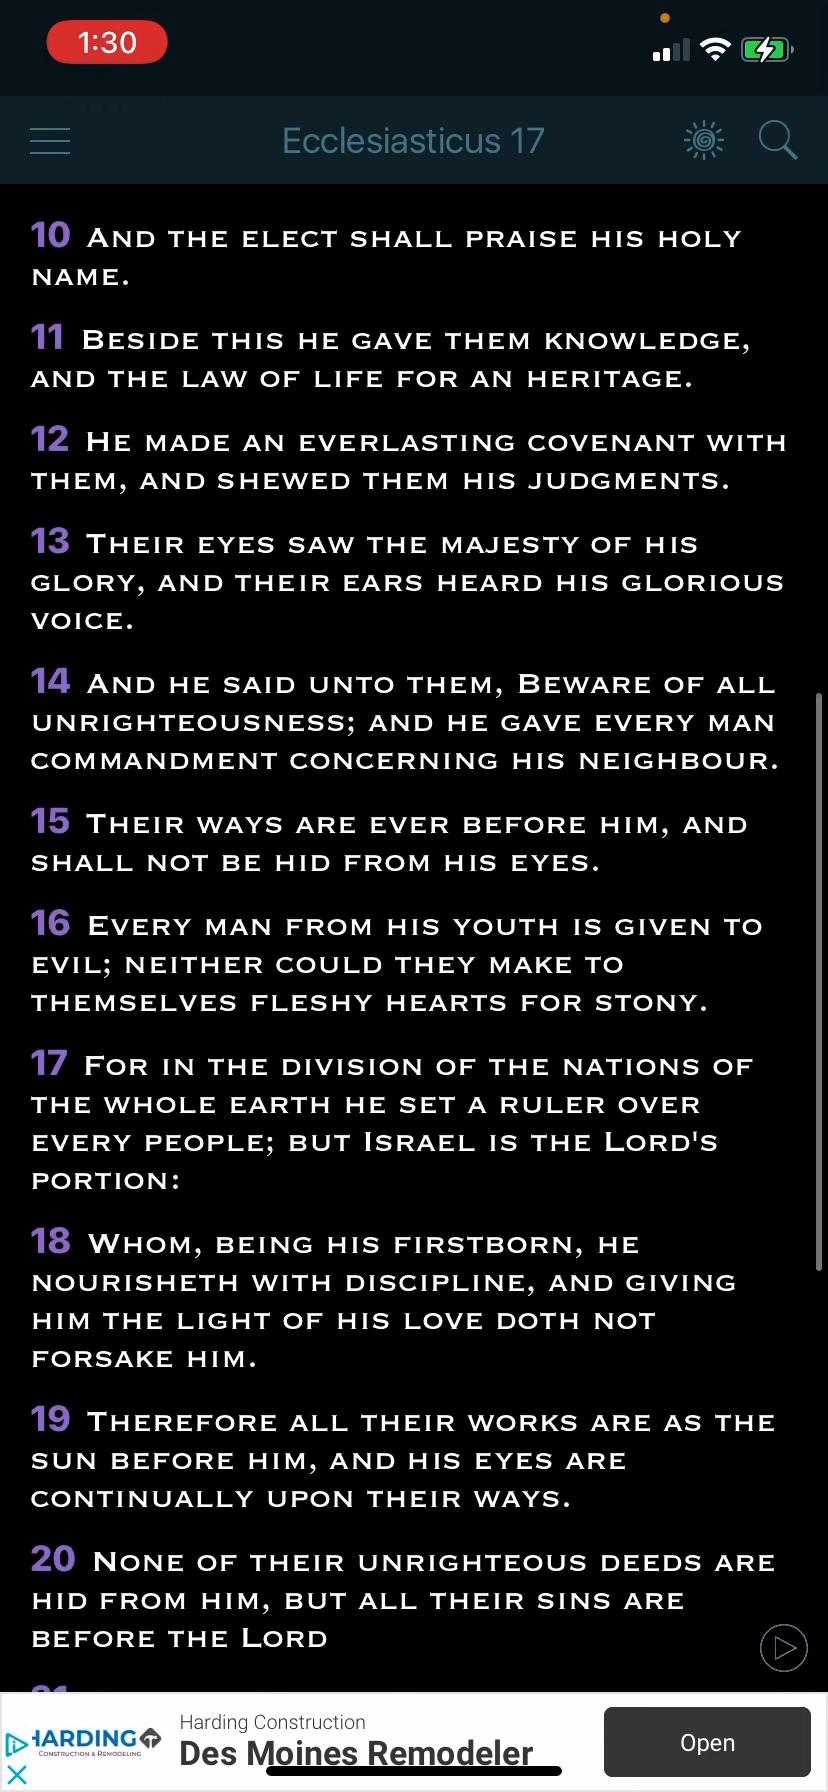 1:30
Ecclesiasticus 17
10 And the elect shall praise his holy
name.
11 Beside this he gave them knowledge,
and the law of life for an heritage.
12 He made an everlasting covenant with
them, and shewed them his judgments.
13 Their eyes saw the majesty of his
glory, and their ears heard his glorious
voice.
14 And he said unto them, Beware of all
unrighteousness; and he gave every man
commandment concerning his neighbour.
15 Their ways are ever before him, and
shall not be hid from his eyes.
16 Every man from his youth is given to
evil; neither could they make to
themselves fleshy hearts for stony.
17 For in the division of the nations of
the whole earth he set a ruler over
every people; but Israel is the Lord's
portion:
18 Whom, being his firstborn, he
nourisheth with discipline, and giving
him the light of his love doth not
forsake him.
19 Therefore all their works are as the
sun before him, and his eyes are
continually upon their ways.
20 None of their unrighteous deeds are
hid from him, but all their sins are
before the Lord
HARDING
CONSTRUCTION & REMODELING
Harding Construction
Des Moines Remodeler
Open